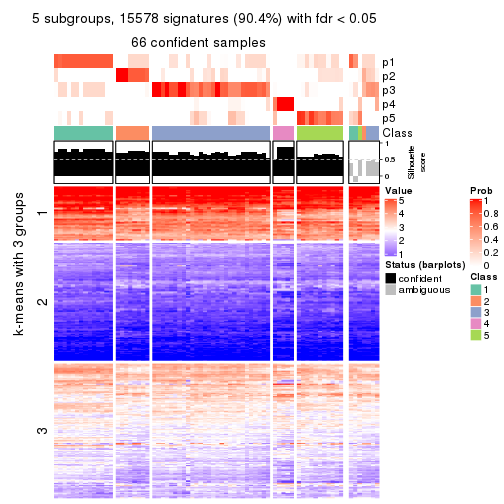 5 subgroups, 15578 signatures (90.4%) with fdr < 0.05
66 confident samples
p1
p2
p3
p4
p5
Class
1
0.5
0
Silhouette
score
k-means with 3 groups
1
2
3
Value
5
4
3
2
1
Status (barplots)
confident
ambiguous
Prob
1
0.8
0.6
0.4
0.2
0
Class
1
2
3
4
5